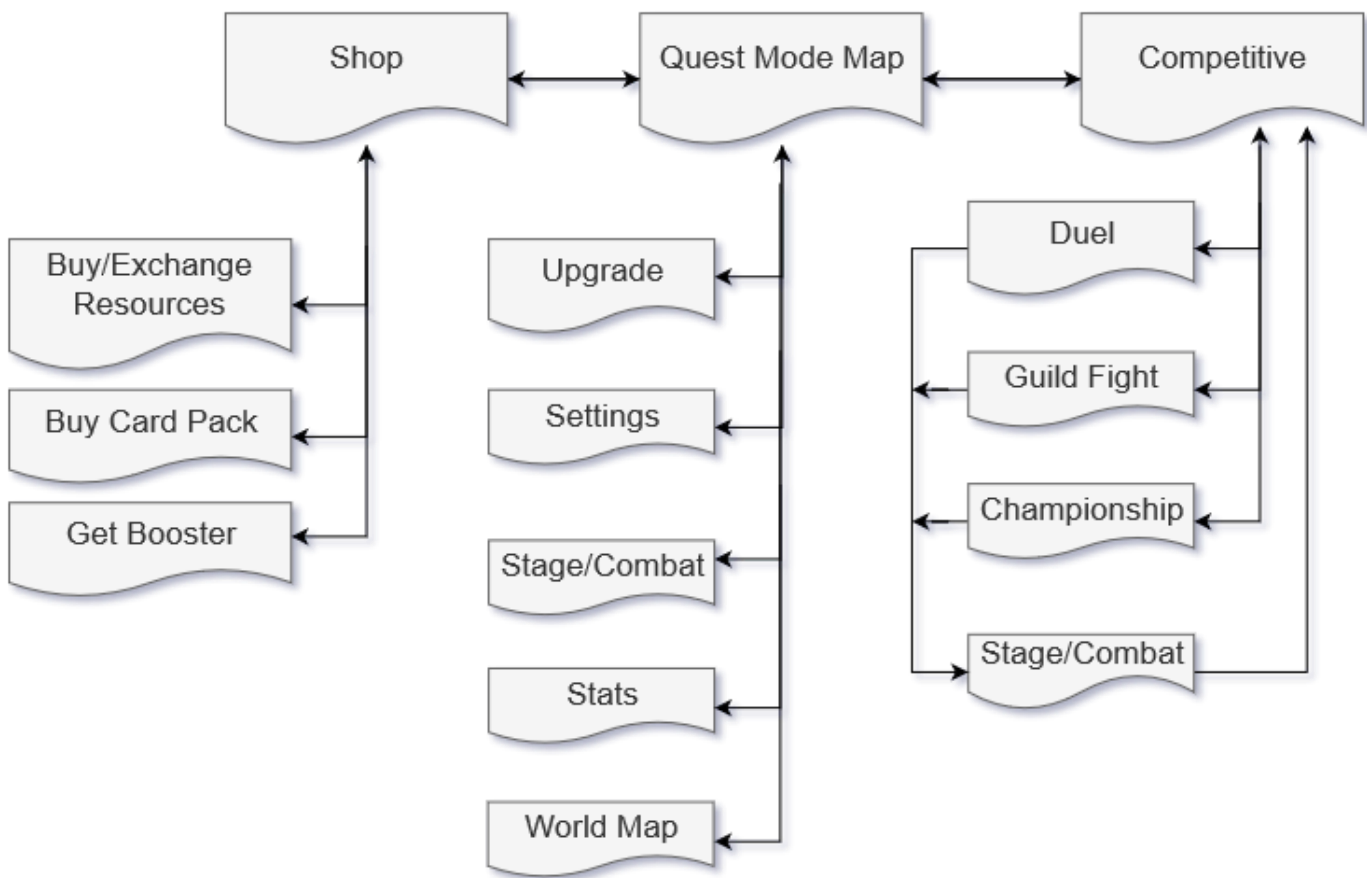 Shop
Quest Mode Map
Competitive
Buy/Exchange
Resources
Buy Card Pack
Get Booster
Upgrade
Settings
Stage/Combat
Stats
World Map
Duel
Guild Fight
Championship
Stage/Combat